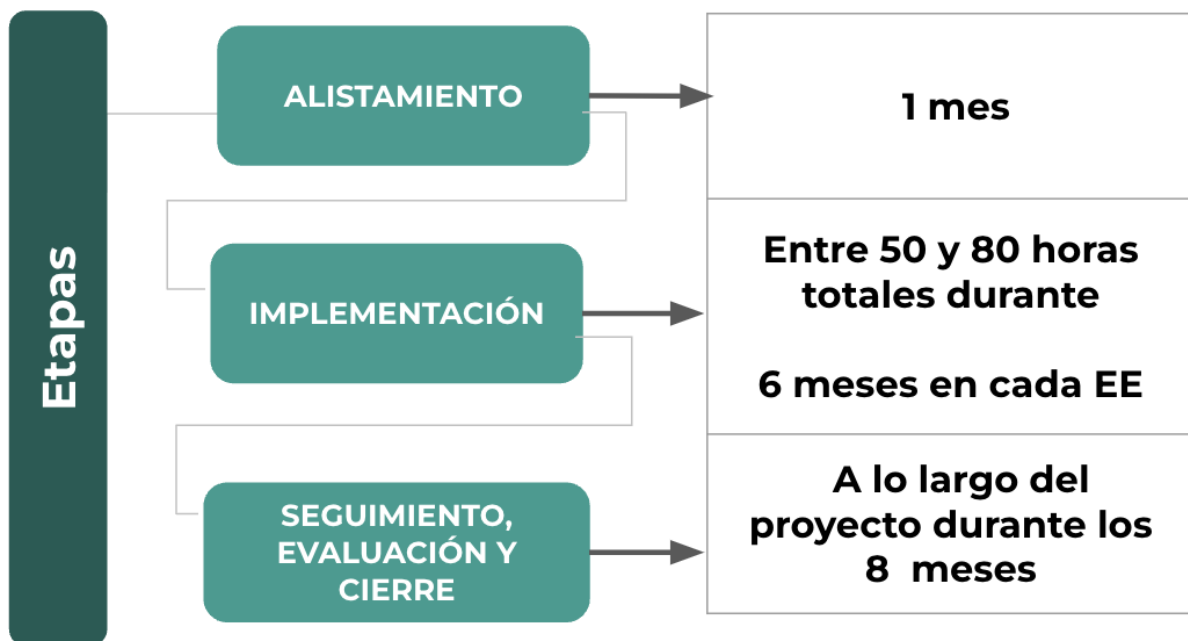 Etapas
ALISTAMIENTO
1 mes
IMPLEMENTACIÓN
Entre 50 y 80 horas
totales durante
6 meses en cada EE
SEGUIMIENTO,
EVALUACIÓN Y
CIERRE
A lo largo del
proyecto durante los
8 meses